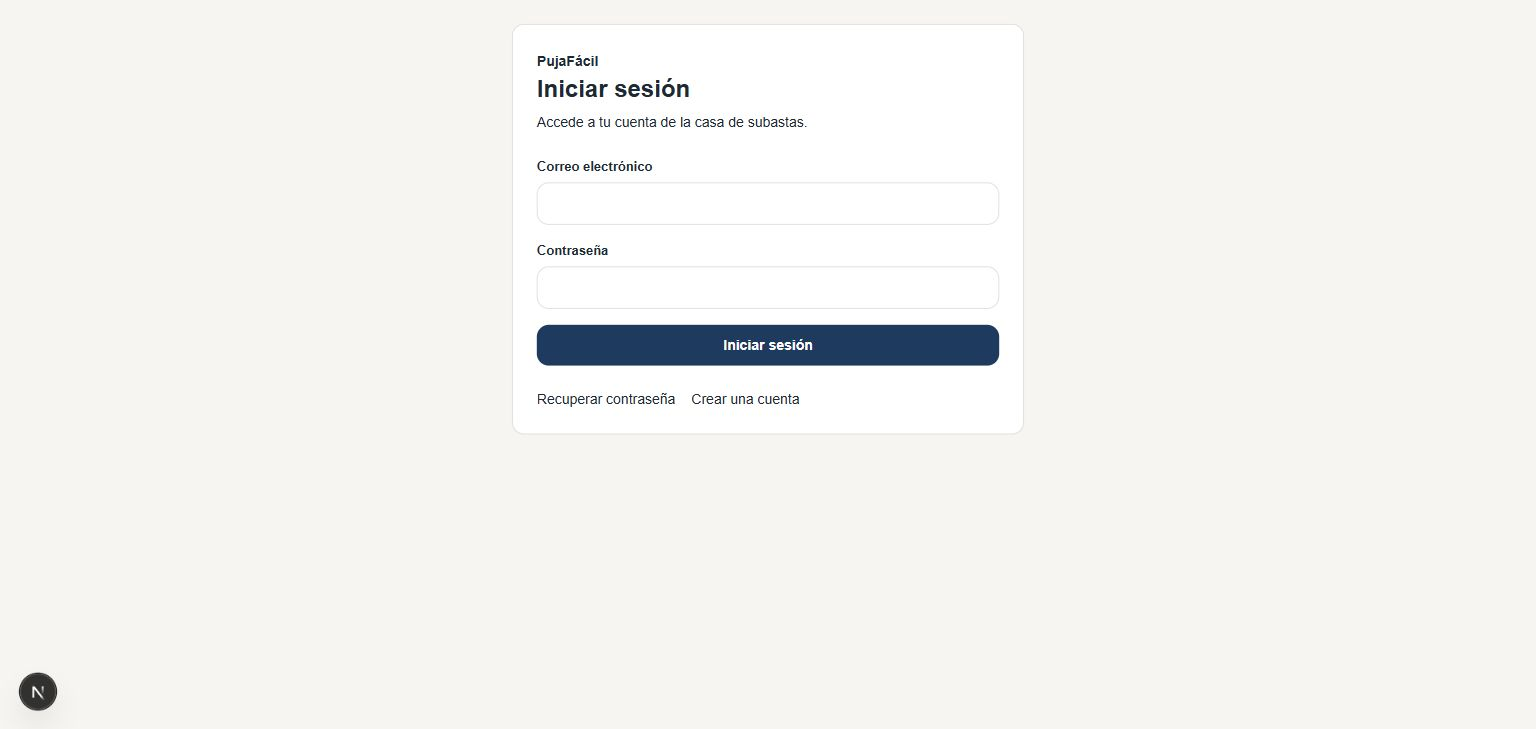 PujaFácil
Iniciar sesión
Accede a tu cuenta de la casa de subastas.
Correo electrónico
Contraseña
Iniciar sesión
Recuperar contraseña Crear una cuenta
N